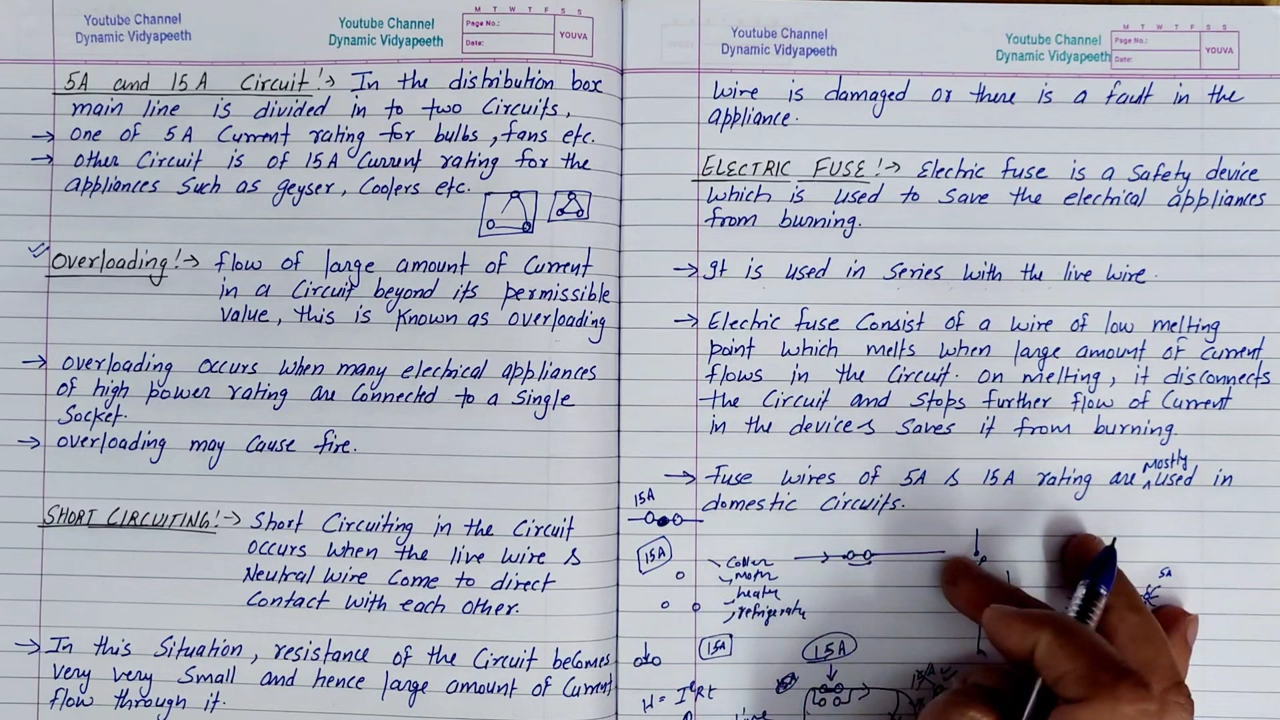 Youtube Channel
Dynamic Vidyapeeth
Youtube Channel
Dynamic Vidyapeeth
M T W T F S S
Page No.:
Date:
YOUVA
5A and 15A Circuit:→ In the distribution box
main line is divided in to two Circuits,
→ one of 5A Current rating for bulbs, fans etc.
→ other Circuit is of 15A Current rating for the
appliances such as geyser, Coolers etc.
Overloading:→ flow of large amount of Current
in a Circuit beyond its permissible
value, this is known as overloading
→ overloading occurs when many electrical appliances
of high power rating are connected to a single
socket.
→ overloading may cause fire.
SHORT CIRCUITING:→ Short Circuiting in the Circuit
occurs when the live wire &
Neutral wire come to direct
contact with each other.
→ In this situation, resistance of the Circuit becomes
very very small and hence large amount of Current
flow through it.
Youtube Channel
Dynamic Vidyapeeth
Youtube Channel
Dynamic Vidyapeeth
M T W T F S S
Page No.:
Date:
YOUVA
wire is damaged or there is a fault in the
appliance.
ELECTRIC FUSE:→ Electric fuse is a safety device
which is used to save the electrical appliances
from burning.
→ It is used in series with the live wire.
→ Electric fuse Consist of a wire of low melting
point which melts when large amount of current
flows in the Circuit. On melting, it disconnects
the Circuit and stops further flow of Current
in the device & saves it from burning.
→ Fuse wires of 5A & 15A rating are mostly used in
domestic Circuits.
15A
15A
heater
5A
15A
15A
H = I²Rt